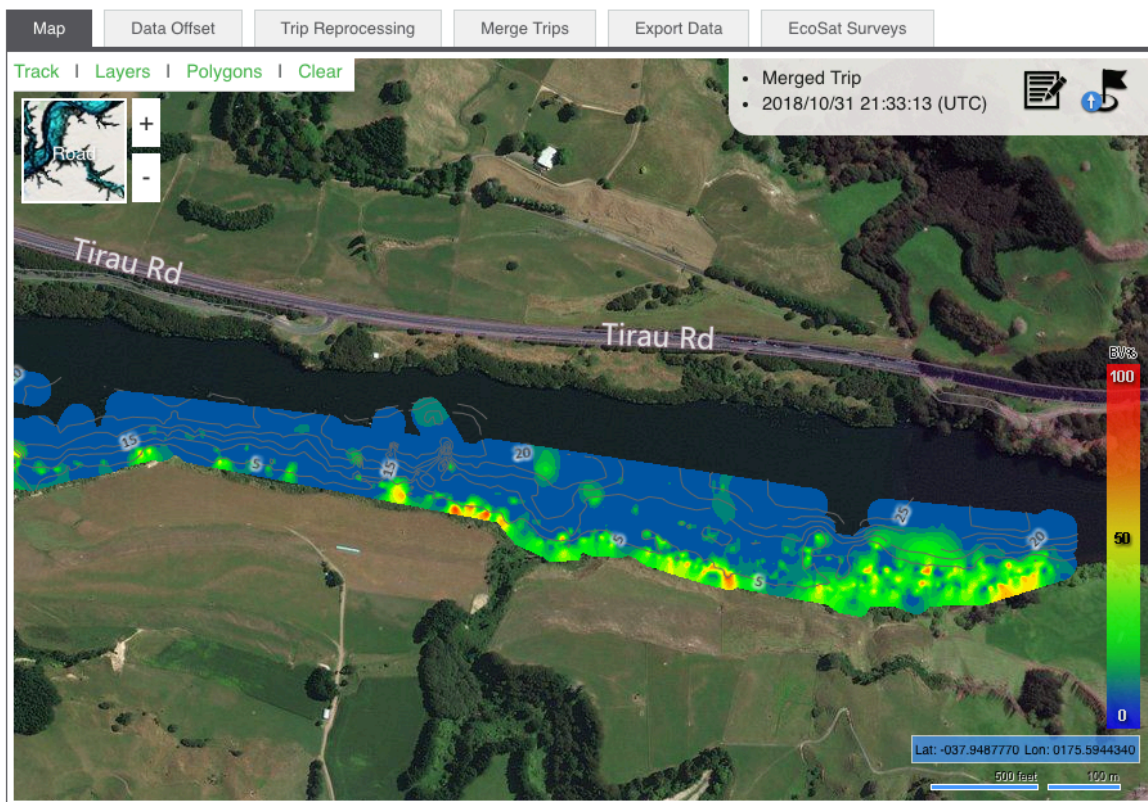 Map
Data Offset
Trip Reprocessing
Merge Trips
Export Data
EcoSat Surveys
Track | Layers | Polygons | Clear
• Merged Trip
• 2018/10/31 21:33:13 (UTC)
Road
+
-
Tirau Rd
Tirau Rd
BV%
100
50
0
15
5
15
20
5
5
25
20
Lat: -037.9487770 Lon: 0175.5944340
500 feet
100 m